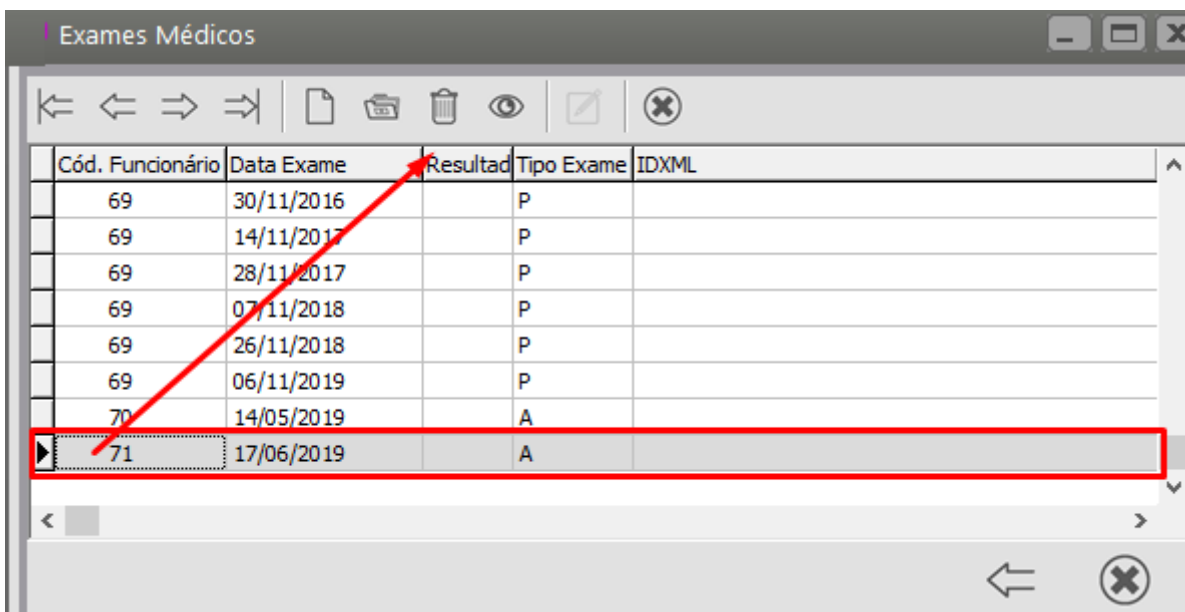 Exames Médicos
Cód. Funcionário Data Exame Resultad Tipo Exame IDXML
69 30/11/2016 P
69 14/11/2017 P
69 28/11/2017 P
69 07/11/2018 P
69 26/11/2018 P
69 06/11/2019 P
70 14/05/2019 A
71 17/06/2019 A